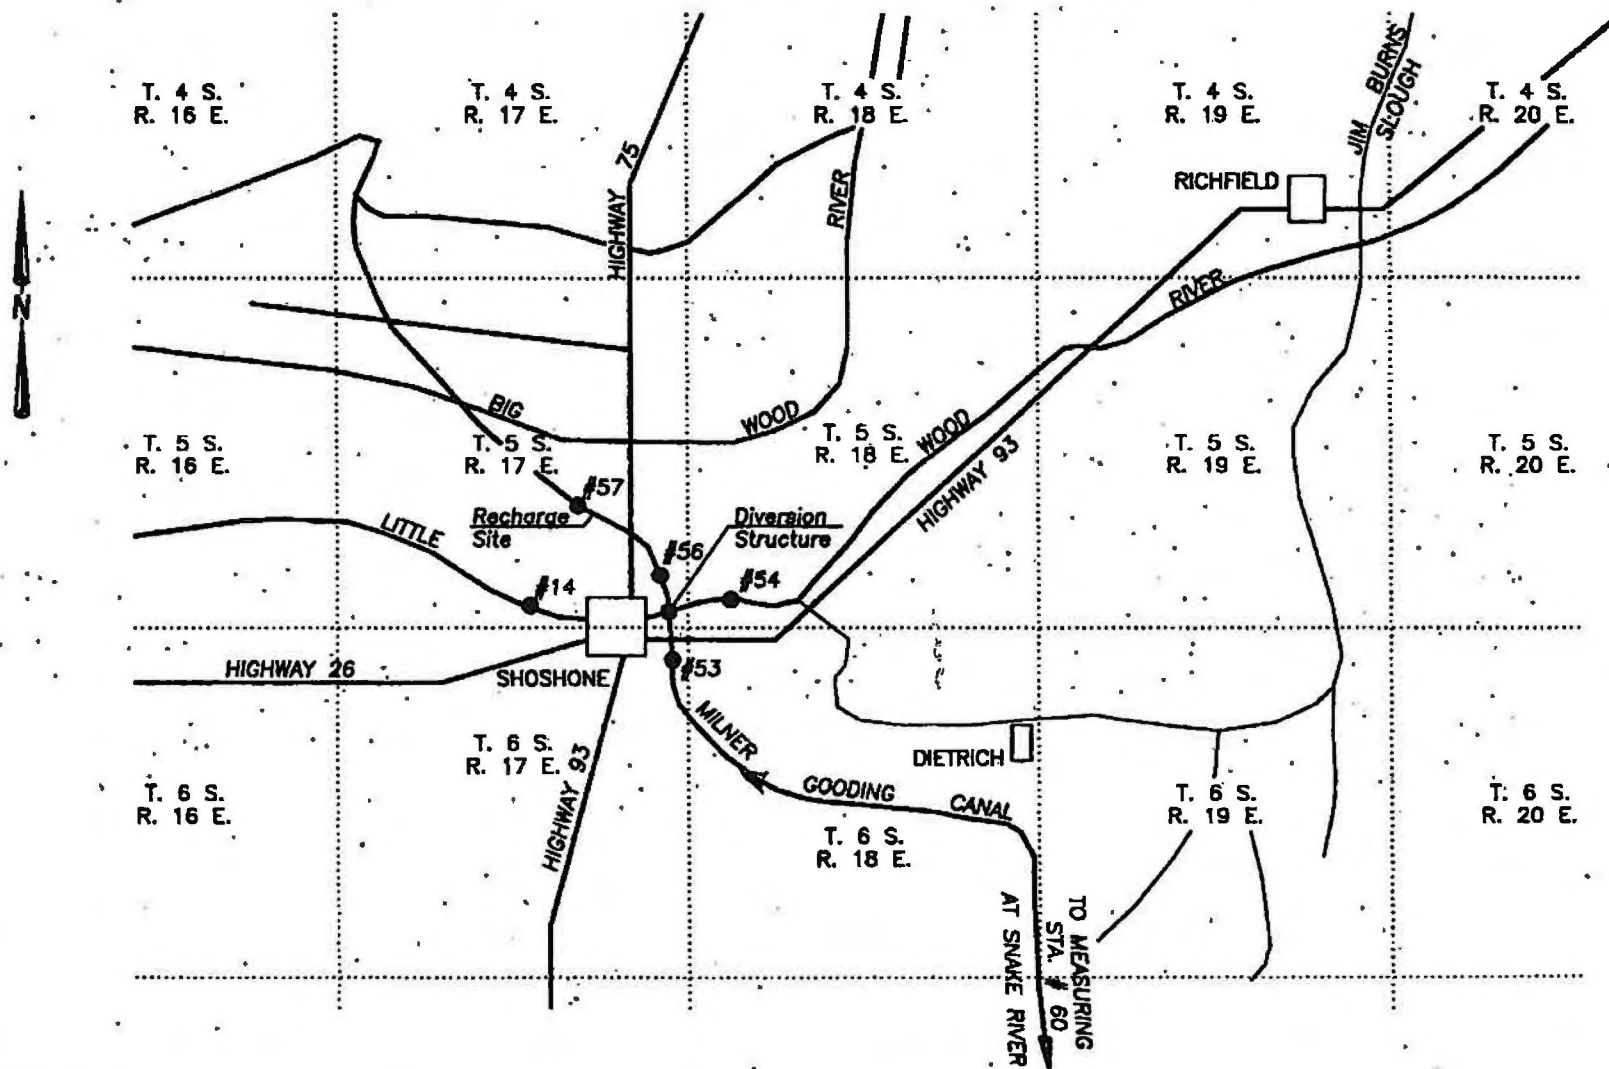 T. 4 S.
R. 16 E.
T. 4 S.
R. 17 E.
T. 4 S.
R. 18 E.
T. 4 S.
R. 19 E.
T. 4 S.
R. 20 E.
JIM BURNS
SLOUGH
HIGHWAY 75
RIVER
RICHFIELD
N
RIVER
BIG
WOOD
WOOD
HIGHWAY 93
T. 5 S.
R. 16 E.
T. 5 S.
R. 17 E.
T. 5 S.
R. 18 E.
T. 5 S.
R. 19 E.
T. 5 S.
R. 20 E.
#57
Recharge
Site
Diversion
Structure
LITTLE
#56
#54
#14
#53
HIGHWAY 26
SHOSHONE
MILNER
GOODING
CANAL
DIETRICH
HIGHWAY 93
T. 6 S.
R. 16 E.
T. 6 S.
R. 17 E.
T. 6 S.
R. 18 E.
T. 6 S.
R. 19 E.
T. 6 S.
R. 20 E.
TO MEASURING
STA. # 60
AT SNAKE RIVER